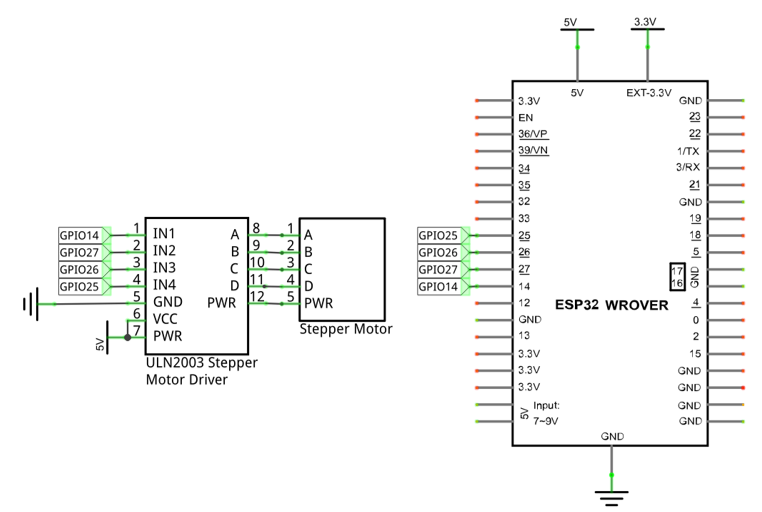 5V
3.3V
5V
EXT-3.3V
3.3V
GND
EN
23
36/VP
22
39/VN
1/TX
34
3/RX
35
21
32
GND
33
19
GPIO25
25
18
GPIO26
26
5
GPIO27
27
17
16
GND
GPIO14
14
ESP32 WROVER
12
4
GND
0
13
2
3.3V
15
3.3V
GND
3.3V
GND
5V
Input:
7~9V
GND
GND
GND
GPIO14
1
IN1
A
8
1
A
GPIO27
2
IN2
B
9
2
B
GPIO26
3
IN3
C
10
3
C
GPIO25
4
IN4
D
11
4
D
5
GND
PWR
12
5
PWR
6
VCC
7
PWR
5V
Stepper Motor
ULN2003 Stepper
Motor Driver